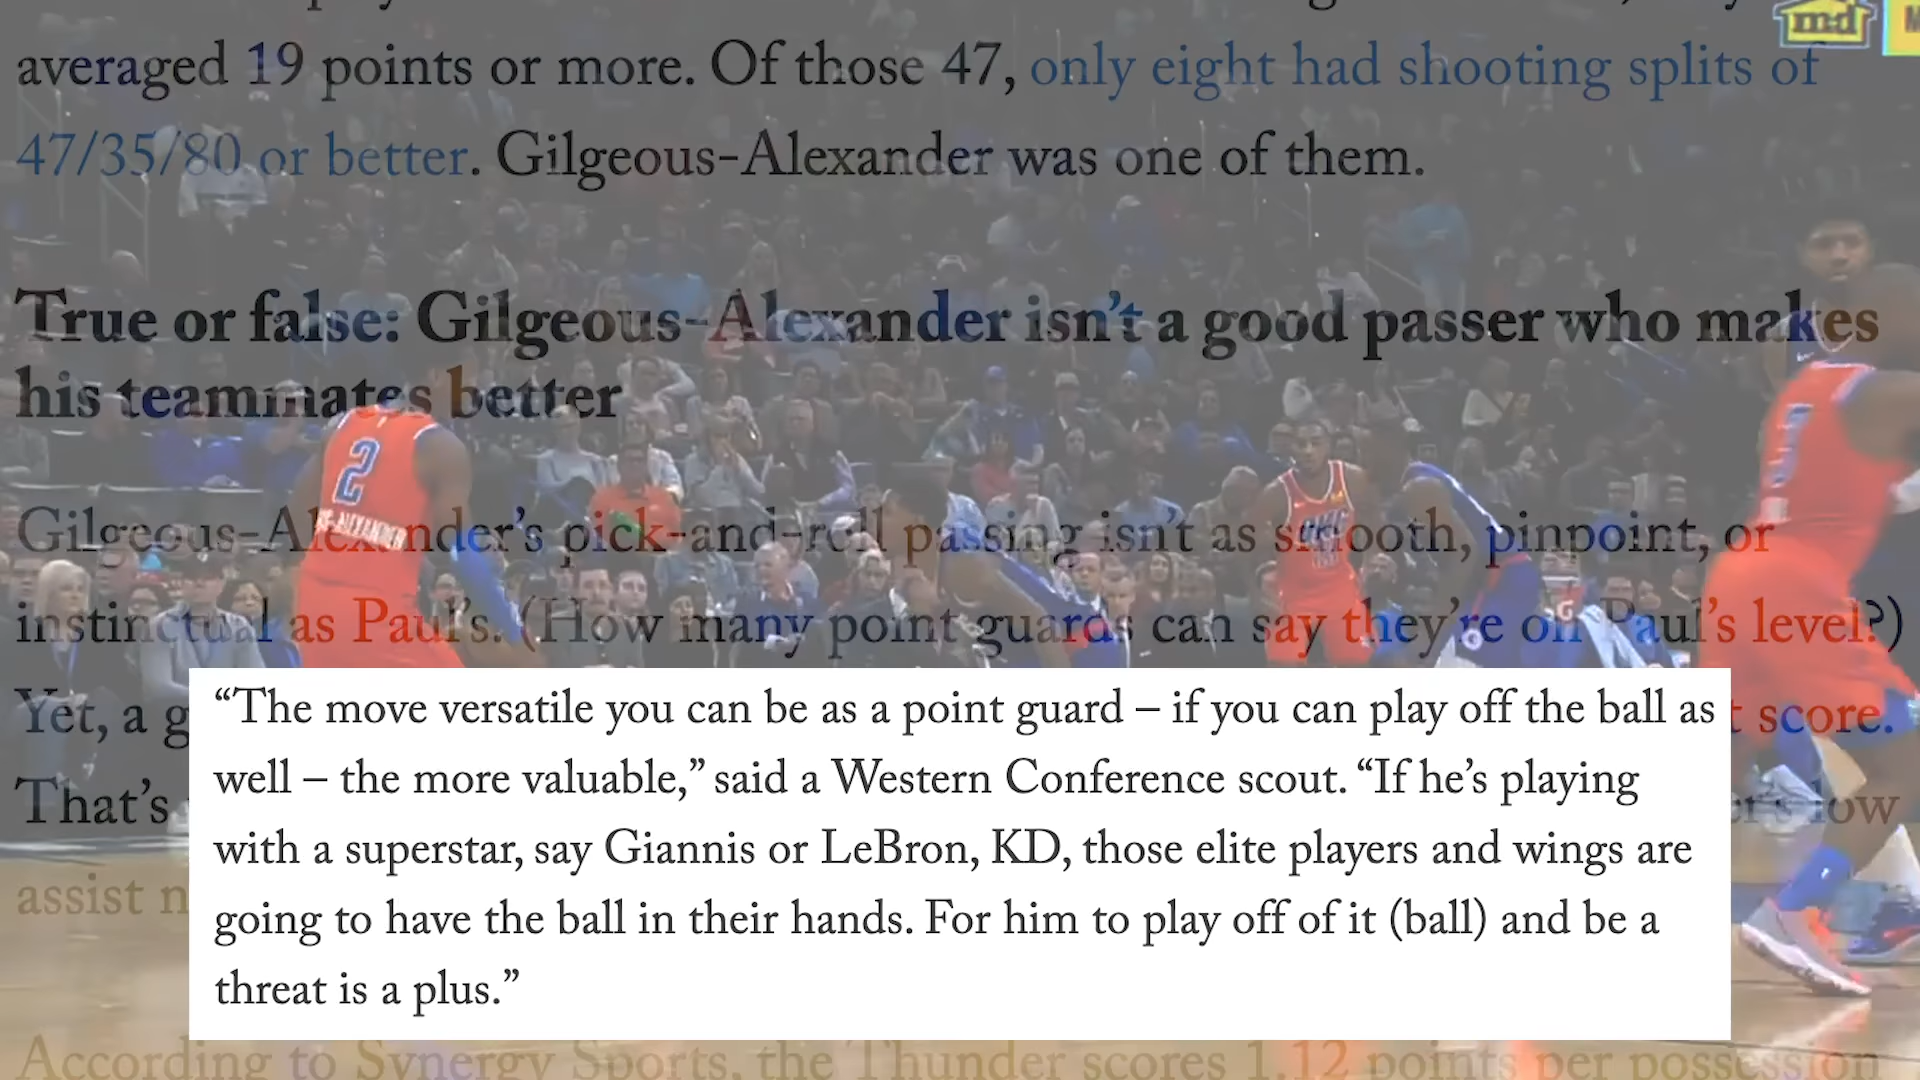 averaged 19 points or more. Of those 47, only eight had shooting splits of
47/35/80 or better. Gilgeous-Alexander was one of them.
True or false: Gilgeous-Alexander isn’t a good passer who makes
his teammates better
2
Gilgeous-Alexander’s pick-and-roll passing isn’t as smooth, pinpoint, or
instinctual as Paul’s. (How many point guards can say they’re on Paul’s level?)
Yet, a g
score.
That’s
low
assist n
“The move versatile you can be as a point guard – if you can play off the ball as
well – the more valuable,” said a Western Conference scout. “If he’s playing
with a superstar, say Giannis or LeBron, KD, those elite players and wings are
going to have the ball in their hands. For him to play off of it (ball) and be a
threat is a plus.”
According to Synergy Sports, the Thunder scores 1.12 points per possession